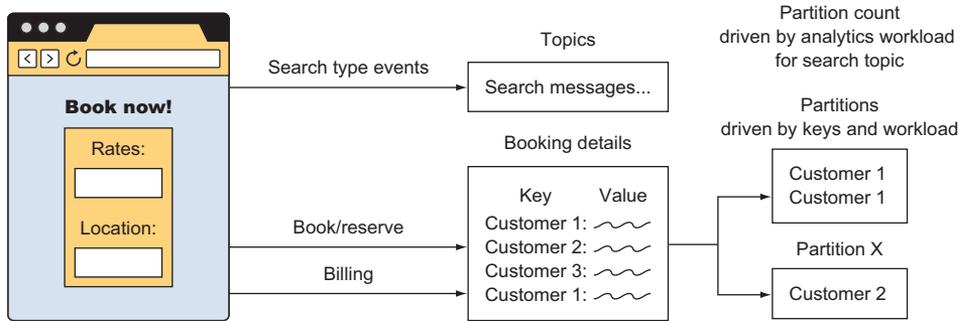 Book now!
Rates:
Location:
Search type events
Book/reserve
Billing
Topics
Search messages...
Booking details
Key Value
Customer 1:
Customer 2:
Customer 3:
Customer 1:
Partition count
driven by analytics workload
for search topic
Partitions
driven by keys and workload
Customer 1
Customer 1
Partition X
Customer 2